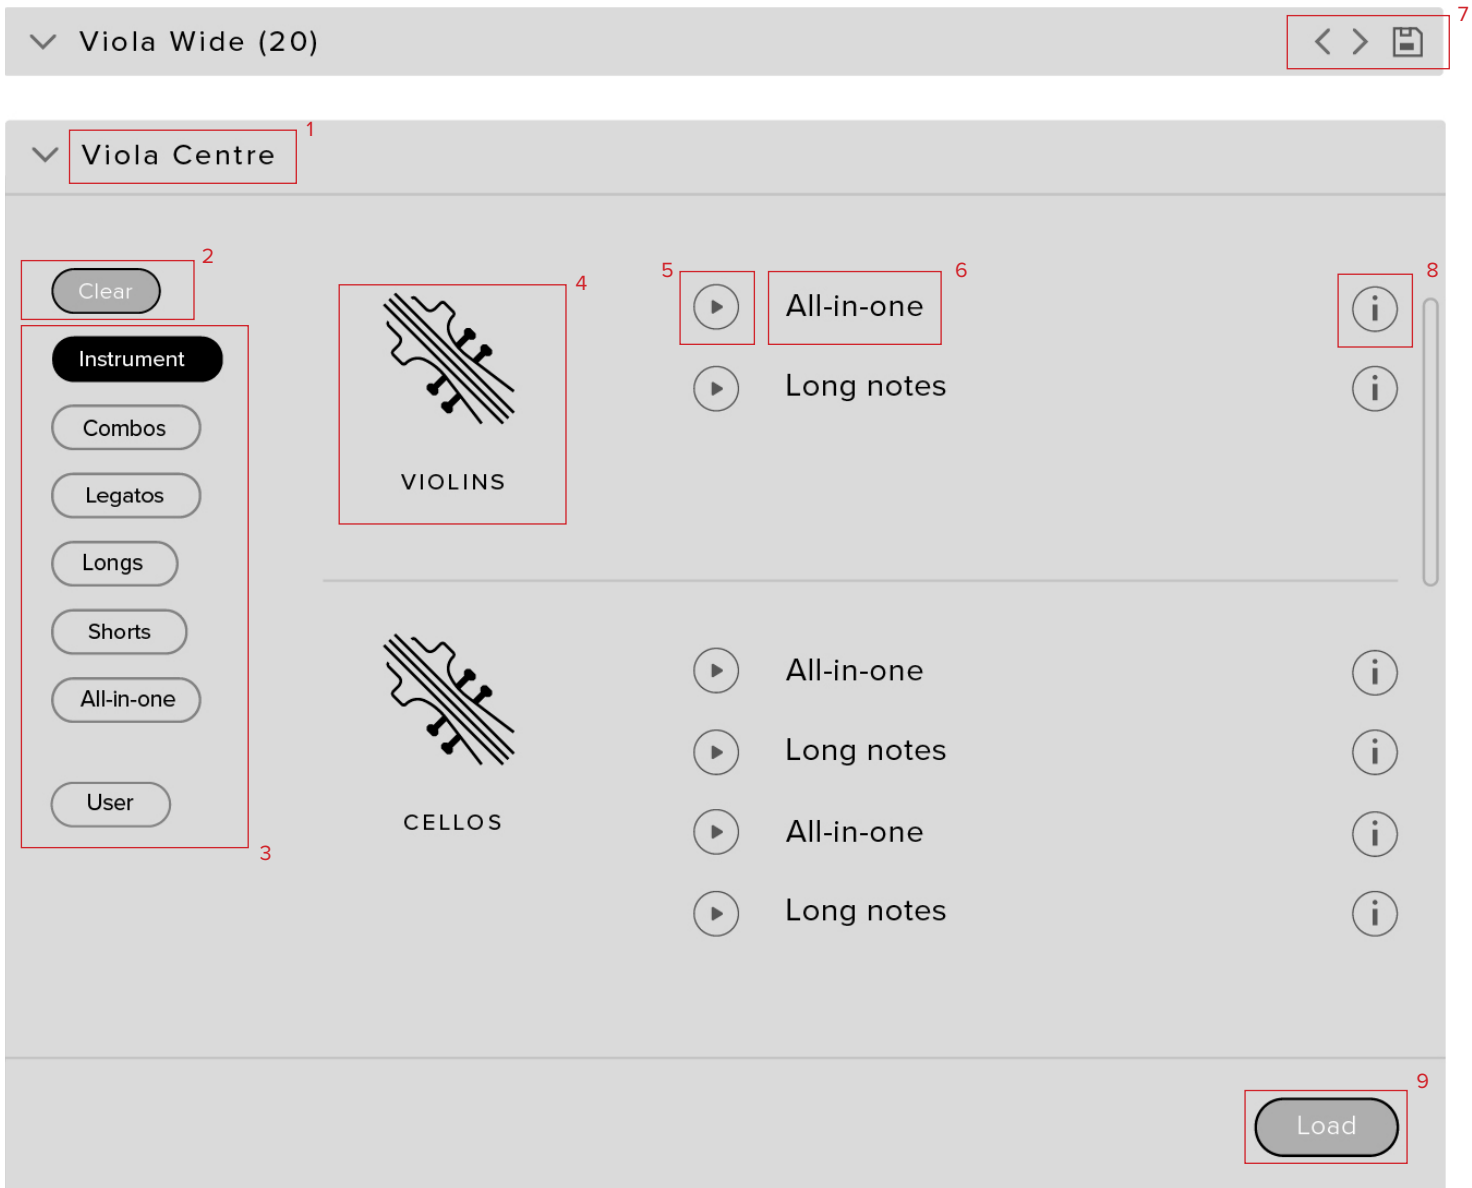 7
Viola Wide (20)
1
Viola Centre
2
Clear
4
5
6
8
All-in-one
Instrument
Long notes
Combos
VIOLINS
Legatos
Longs
Shorts
All-in-one
All-in-one
Long notes
User
CELLOS
All-in-one
3
Long notes
9
Load